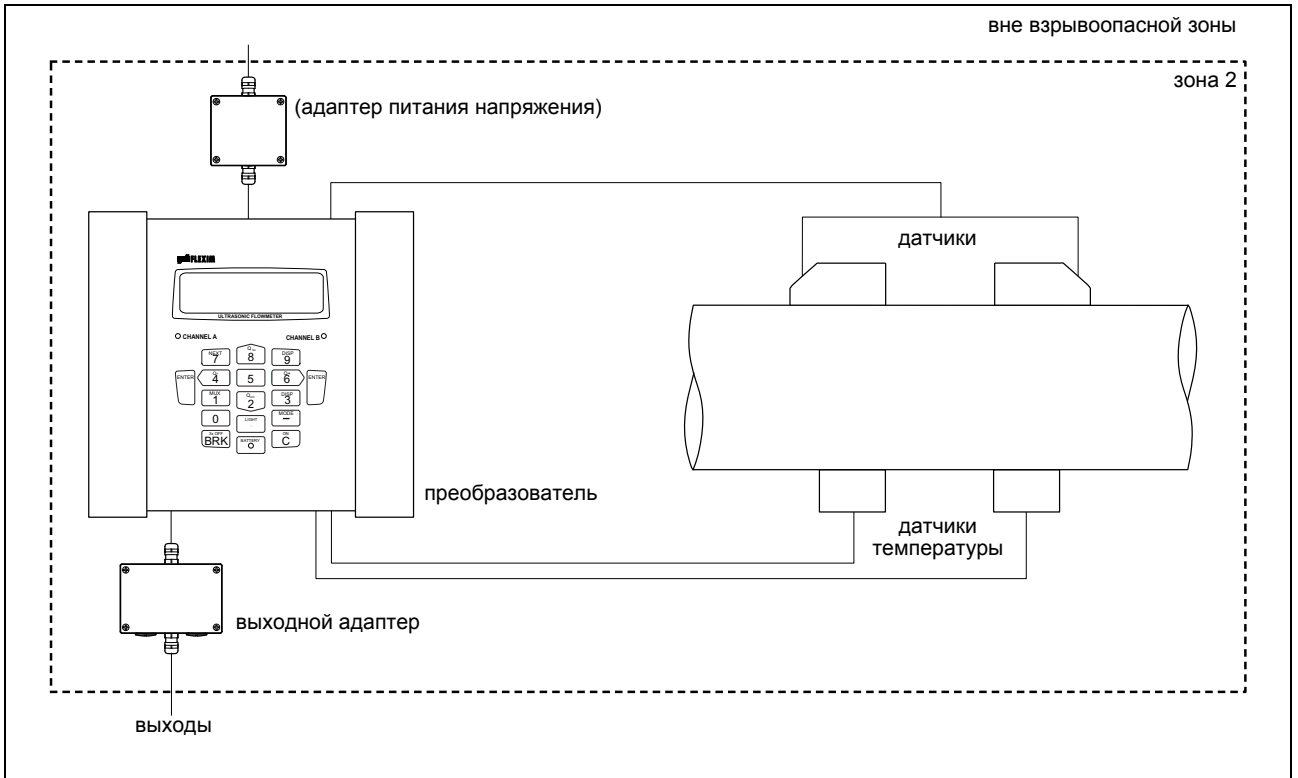 вне взрывоопасной зоны
зона 2
(адаптер питания напряжения)
датчики
FLEXIM
ULTRASONIC FLOWMETER
CHANNEL A CHANNEL B
NEXT 7
8
DISP 9
ENTER
4
5
6
ENTER
MUX 1
2
DISP 3
0
LIGHT
MODE –
3x OFF BRK
BATTERY
ON C
преобразователь
датчики
температуры
выходной адаптер
выходы